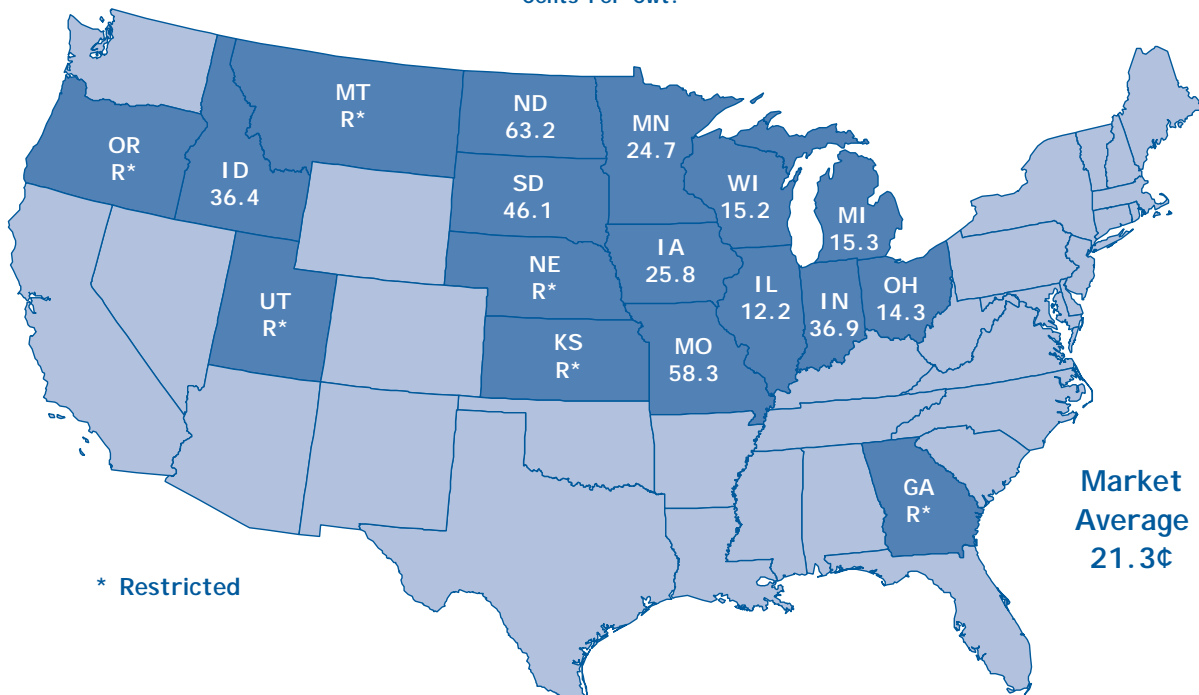 MT
R*
ND
63.2
MN
24.7
OR
R*
ID
36.4
SD
46.1
WI
15.2
MI
15.3
NE
R*
IA
25.8
UT
R*
IL
12.2
IN
36.9
OH
14.3
KS
R*
MO
58.3
GA
R*
Market
Average
21.3¢
* Restricted